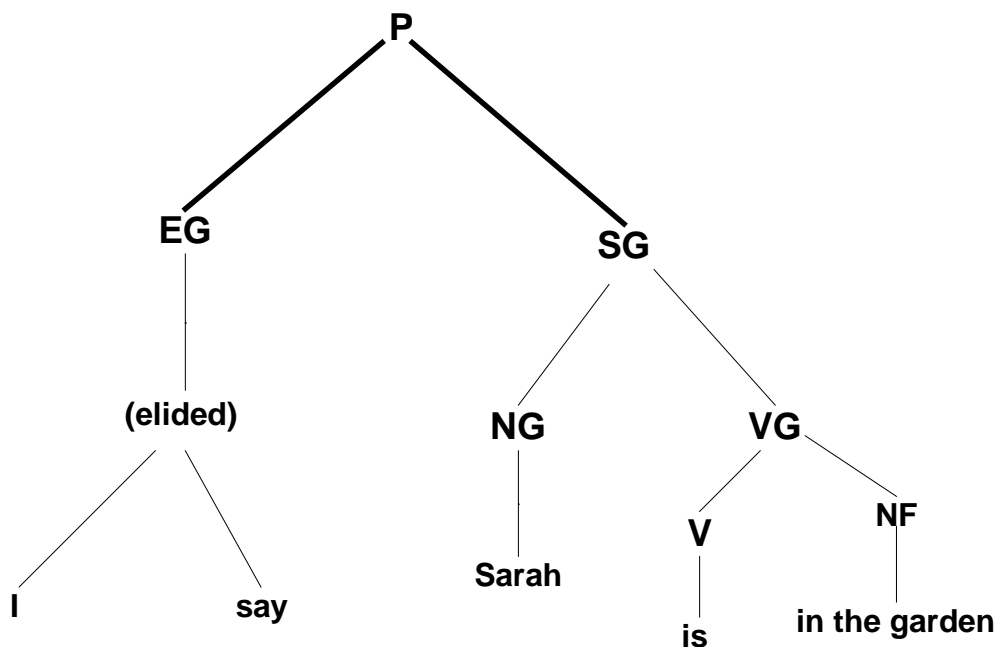 P
EG
SG
(elided)
NG
VG
V
NF
I
say
Sarah
is
in the garden